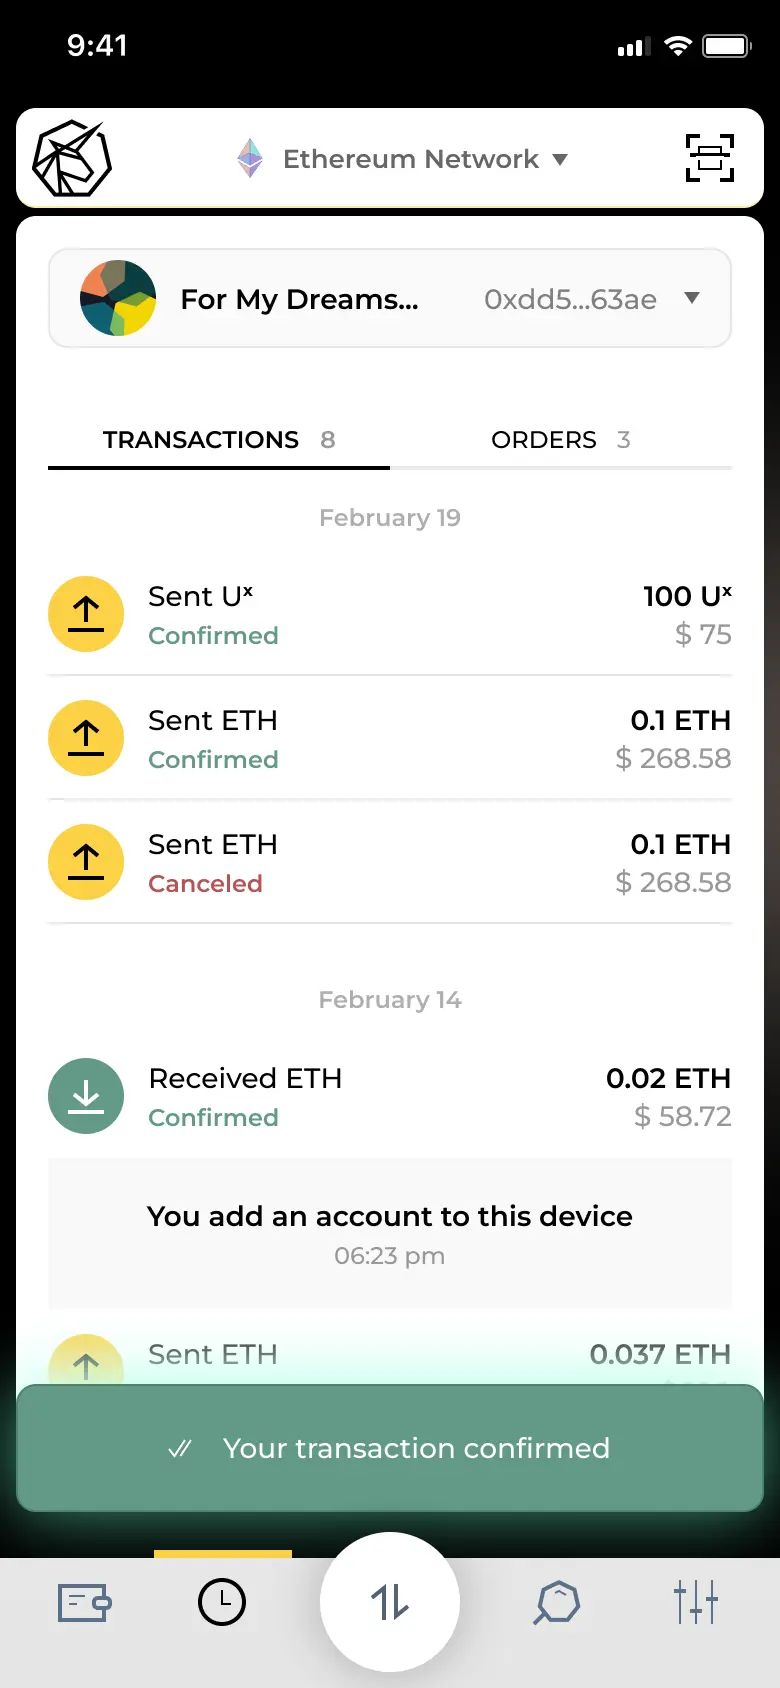 9:41
Ethereum Network
For My Dreams... 0xdd5...63ae
TRANSACTIONS 8 ORDERS 3
February 19
Sent Uˣ 100 Uˣ
Confirmed $ 75
Sent ETH 0.1 ETH
Confirmed $ 268.58
Sent ETH 0.1 ETH
Canceled $ 268.58
February 14
Received ETH 0.02 ETH
Confirmed $ 58.72
You add an account to this device
06:23 pm
Sent ETH 0.037 ETH
Your transaction confirmed